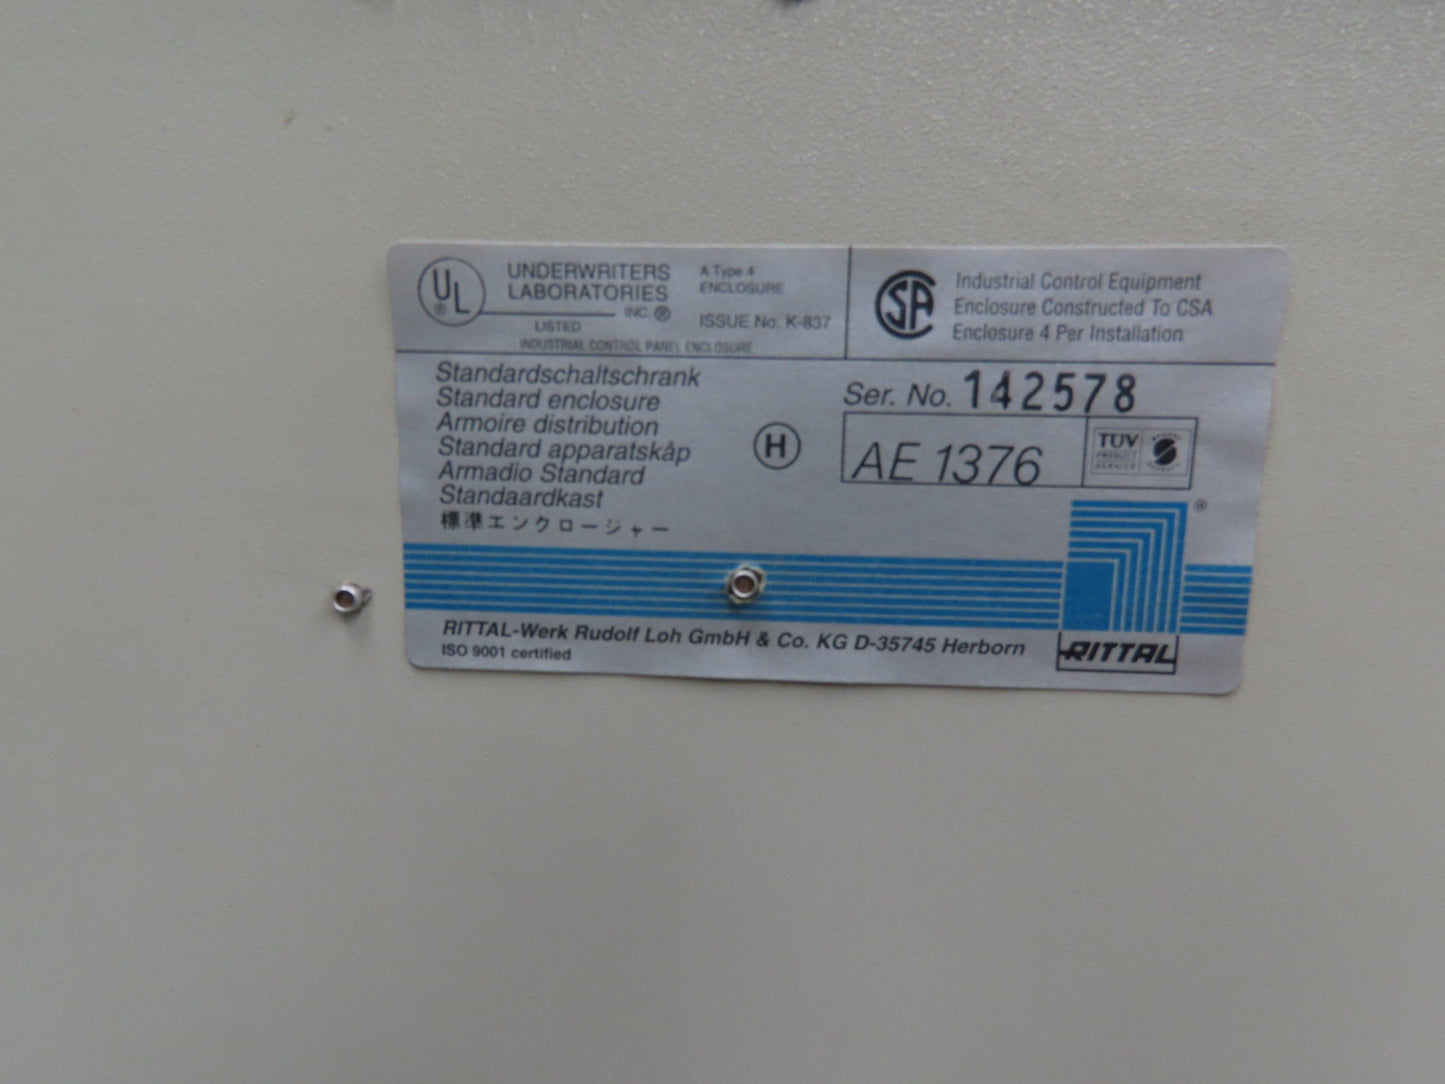 UL ®
UNDERWRITERS
LABORATORIES
INC.®
LISTED
INDUSTRIAL CONTROL PANEL ENCLOSURE
A Type 4
ENCLOSURE
ISSUE No. K-837
SA
Industrial Control Equipment
Enclosure Constructed To CSA
Enclosure 4 Per Installation
Standardschaltschrank
Standard enclosure
Armoire distribution
Standard apparatskåp
Armadio Standard
Standaardkast
標準エンクロージャー
H
Ser. No. 142578
AE 1376
TÜV
PRODUCT
SERVICE
®
RITTAL-Werk Rudolf Loh GmbH & Co. KG D-35745 Herborn
ISO 9001 certified
RITTAL